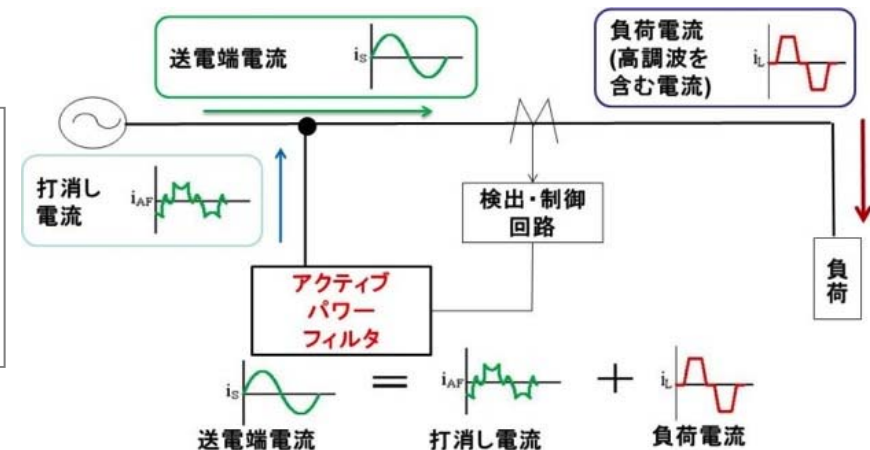 送電端電流
iS
負荷電流
(高調波を
含む電流)
iL
打消し
電流
iAF
検出・制御
回路
負
荷
アクティブ
パワー
フィルタ
iS
=
iAF
+
iL
送電端電流
打消し電流
負荷電流